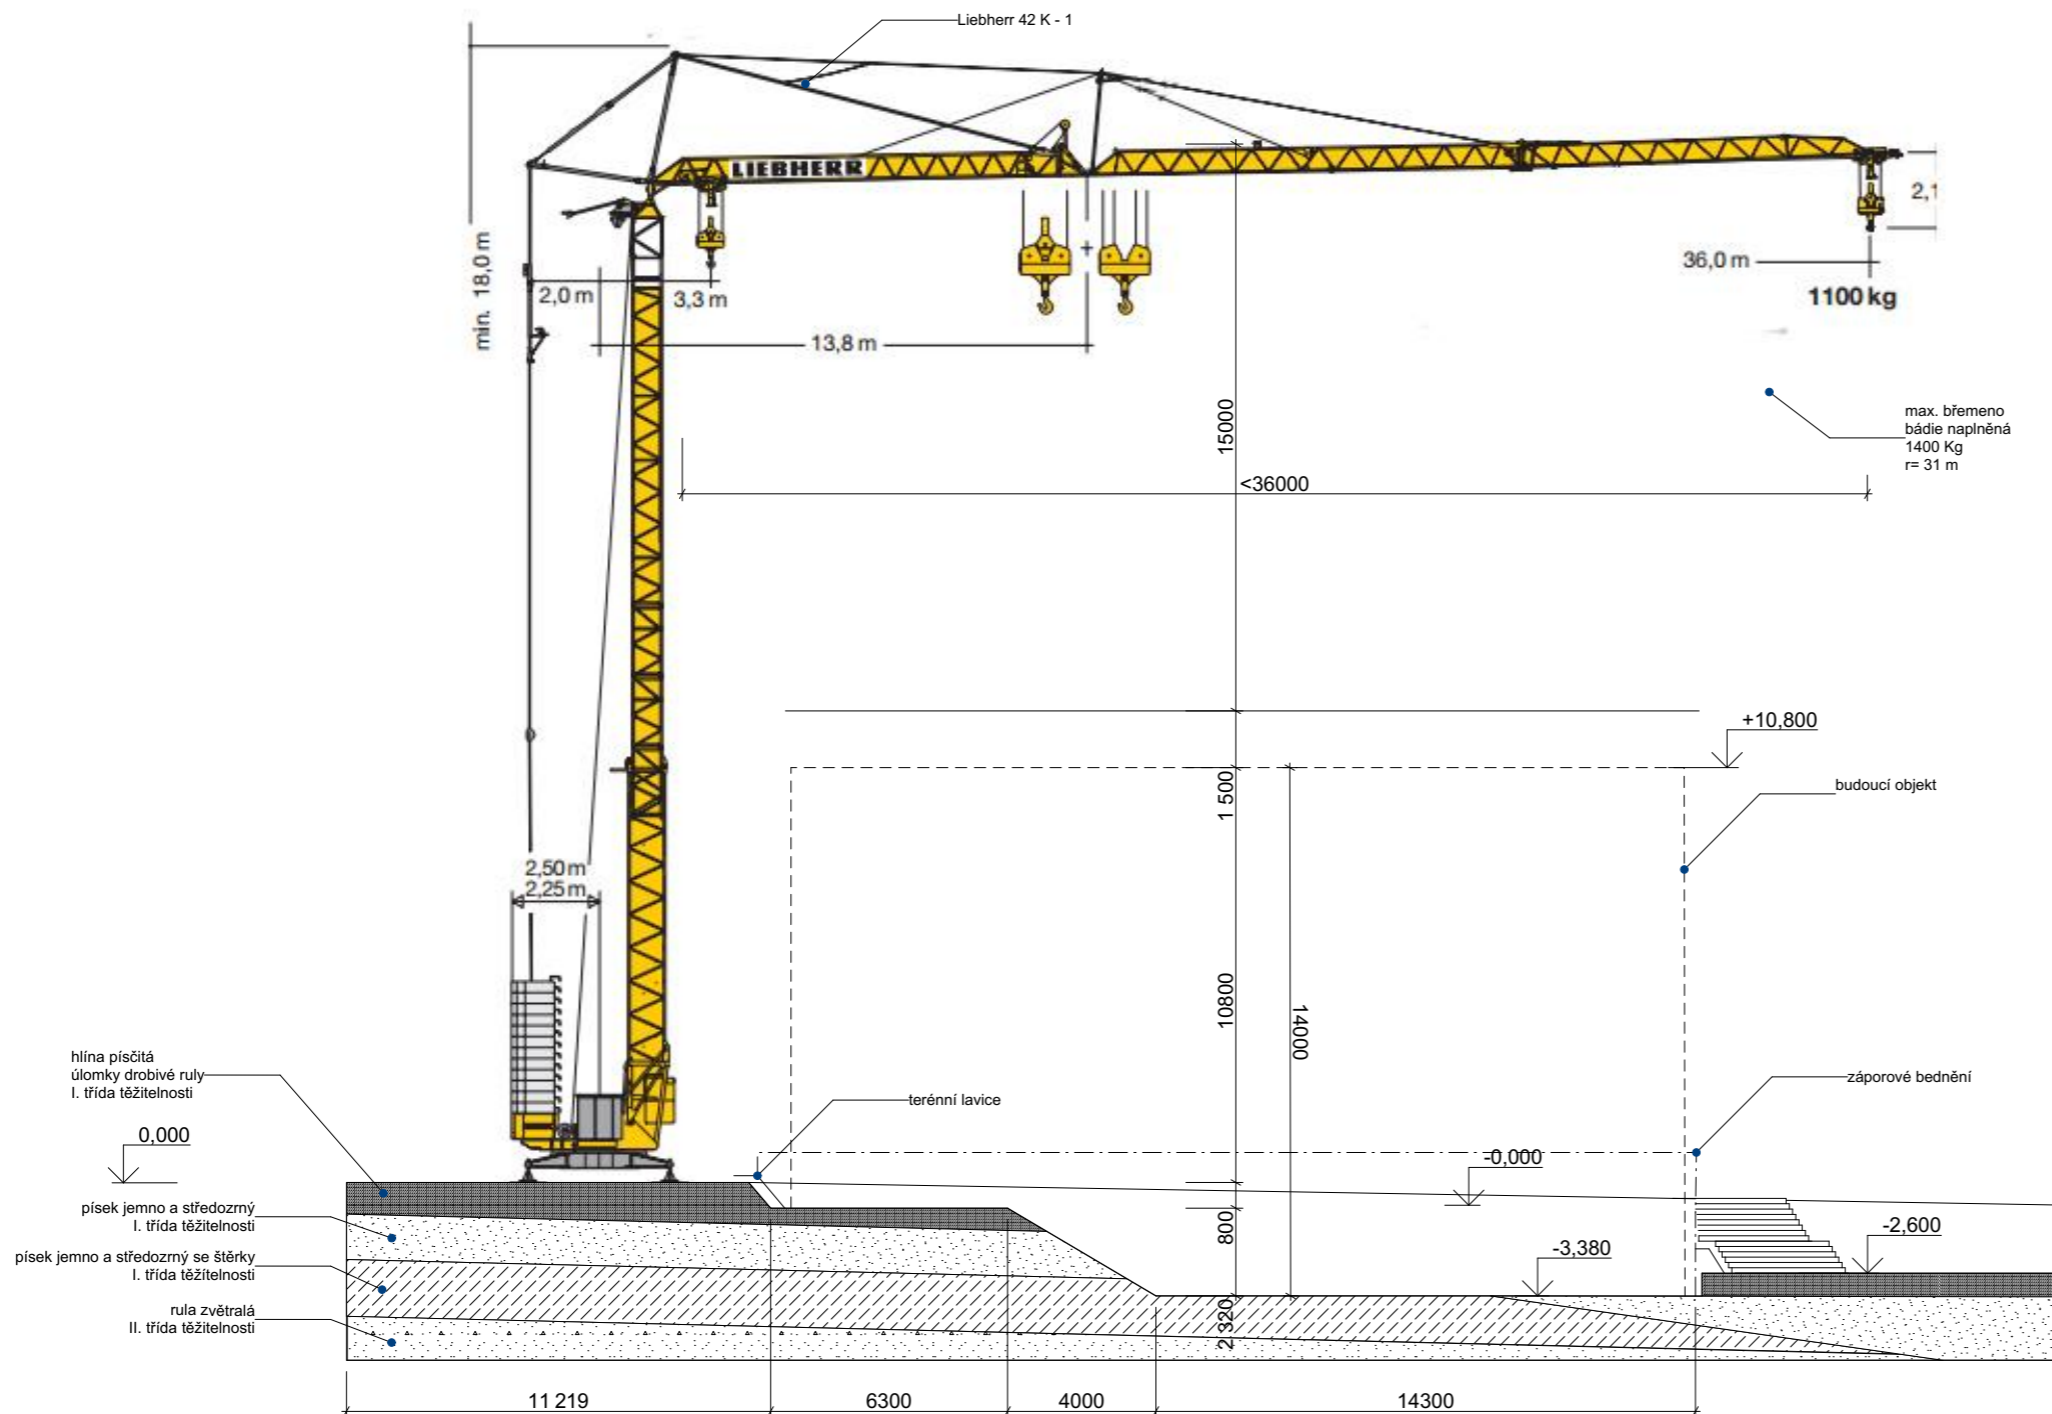 Liebherr 42 K - 1
min. 18,0 m
LIEBHERR
2,1
2,0 m
3,3 m
13,8 m
+
36,0 m
1100 kg
max. břemeno
bádie naplněná
1400 Kg
r= 31 m
15000
<36000
+10,800
budoucí objekt
1 500
2,50 m
2,25 m
10800
14000
hlína písčitá
úlomky drobivé ruly
I. třída těžitelnosti
0,000
terénní lavice
záporové bednění
-0,000
písek jemno a středozrný
I. třída těžitelnosti
800
-2,600
-3,380
písek jemno a středozrný se štěrky
I. třída těžitelnosti
rula zvětralá
II. třída těžitelnosti
2 320
11 219
6300
4000
14300